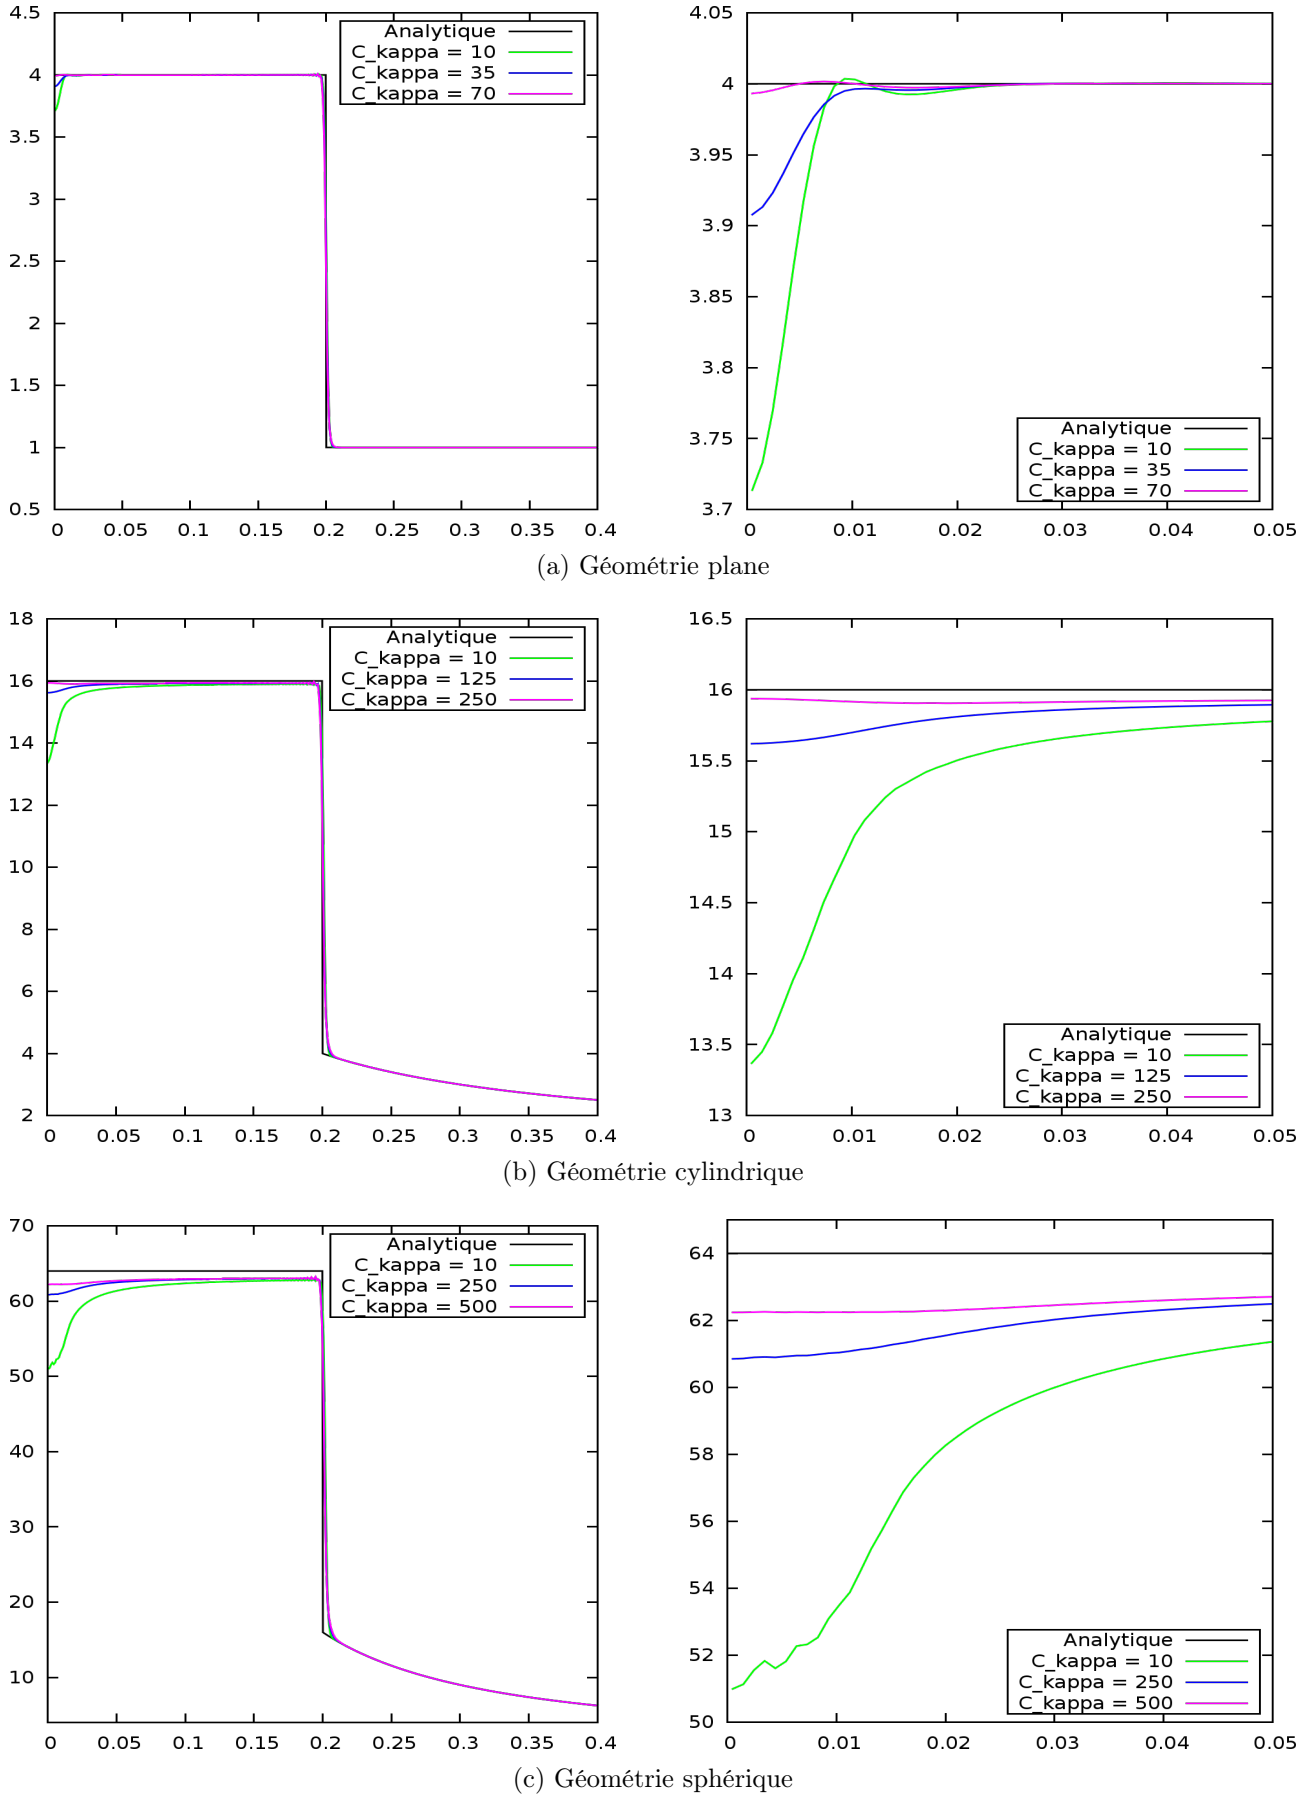 4.5
4
3.5
3
2.5
2
1.5
1
0.5
0 0.05 0.1 0.15 0.2 0.25 0.3 0.35 0.4
Analytique
C_kappa = 10
C_kappa = 35
C_kappa = 70
4.05
4
3.95
3.9
3.85
3.8
3.75
3.7
0 0.01 0.02 0.03 0.04 0.05
Analytique
C_kappa = 10
C_kappa = 35
C_kappa = 70
(a) Géométrie plane
18
16
14
12
10
8
6
4
2
0 0.05 0.1 0.15 0.2 0.25 0.3 0.35 0.4
Analytique
C_kappa = 10
C_kappa = 125
C_kappa = 250
16.5
16
15.5
15
14.5
14
13.5
13
0 0.01 0.02 0.03 0.04 0.05
Analytique
C_kappa = 10
C_kappa = 125
C_kappa = 250
(b) Géométrie cylindrique
70
60
50
40
30
20
10
0 0.05 0.1 0.15 0.2 0.25 0.3 0.35 0.4
Analytique
C_kappa = 10
C_kappa = 250
C_kappa = 500
64
62
60
58
56
54
52
50
0 0.01 0.02 0.03 0.04 0.05
Analytique
C_kappa = 10
C_kappa = 250
C_kappa = 500
(c) Géométrie sphérique